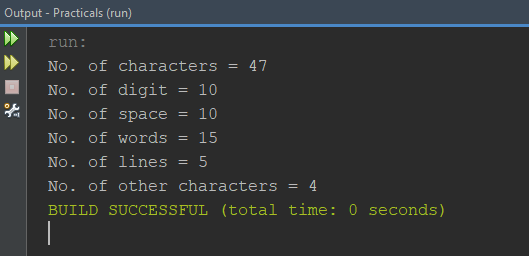 Output - Practicals (run)
run:
No. of characters = 47
No. of digit = 10
No. of space = 10
No. of words = 15
No. of lines = 5
No. of other characters = 4
BUILD SUCCESSFUL (total time: 0 seconds)